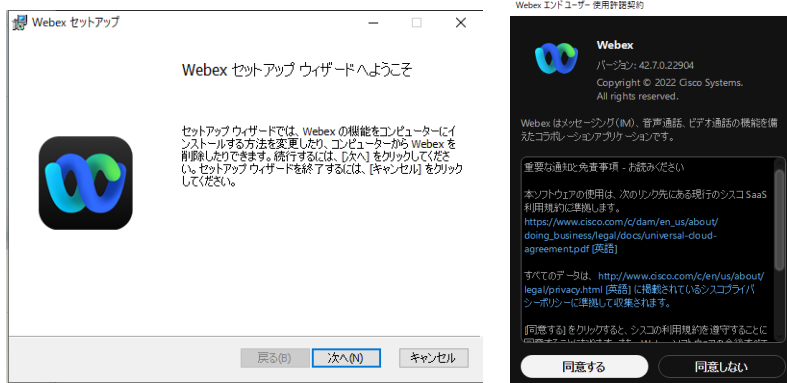 Webex セットアップ
Webex セットアップ ウィザードへようこそ
セットアップ ウィザードでは、Webex の機能をコンピューターにイ
ンストールする方法を変更したり、コンピューターから Webex を
削除したりできます。続行するには、[次へ] をクリックしてくださ
い。セットアップ ウィザードを終了するには、[キャンセル] をクリック
してください。
戻る(B)
次へ(N)
キャンセル
Webex エンド ユーザー 使用許諾契約
Webex
バージョン: 42.7.0.22904
Copyright © 2022 Cisco Systems.
All rights reserved.
Webex はメッセージング (IM)、音声通話、ビデオ通話の機能を備
えたコラボレーションアプリケーションです。
重要な通知と免責事項 - お読みください
本ソフトウェアの使用は、次のリンク先にある現行のシスコ SaaS
利用規約に準拠します。
https://www.cisco.com/c/dam/en_us/about/
doing_business/legal/docs/universal-cloud-
agreement.pdf [英語]
すべてのデータは、http://www.cisco.com/c/en/us/about/
legal/privacy.html [英語] に掲載されているシスコプライバ
シーポリシーに準拠して収集されます。
[同意する] をクリックすると、シスコの利用規約を遵守することに
同意する
同意しない